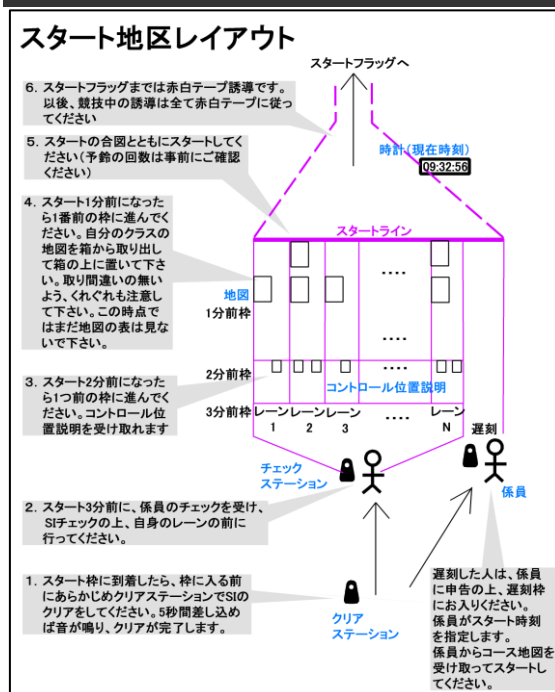 スタート地区レイアウト
スタートフラッグへ
6. スタートフラッグまでは赤白テープ誘導です。
以後、競技中の誘導は全て赤白テープに従っ
てください
5. スタートの合図とともにスタートしてく
ださい(予鈴の回数は事前にご確認
ください)
時計(現在時刻)
09:32:56
4. スタート1分前になった
ら1番前の枠に進んでく
ださい。自分のクラスの
地図を箱から取り出し
て箱の上に置いて下さ
い。取り間違いの無い
よう、くれぐれも注意し
て下さい。この時点で
はまだ地図の表は見な
いで下さい。
スタートライン
....
地図
1分前枠
....
3. スタート2分前になった
ら1つ前の枠に進んでく
ださい。コントロール位
置説明を受け取れます
2分前枠
....
コントロール位置説明
3分前枠
レーン レーン レーン .... レーン
1 2 3 N
遅刻
チェック
ステーション
係員
2. スタート3分前に、係員のチェックを受け、
SIチェックの上、自身のレーンの前に
行ってください。
1. スタート枠に到着したら、枠に入る前
にあらかじめクリアステーションでSIの
クリアをしてください。5秒間差し込め
ば音が鳴り、クリアが完了します。
クリア
ステーション
遅刻した人は、係員
に申告の上、遅刻枠
にお入りください。
係員がスタート時刻
を指定します。
係員からコース地図を
受け取ってスタートし
てください。